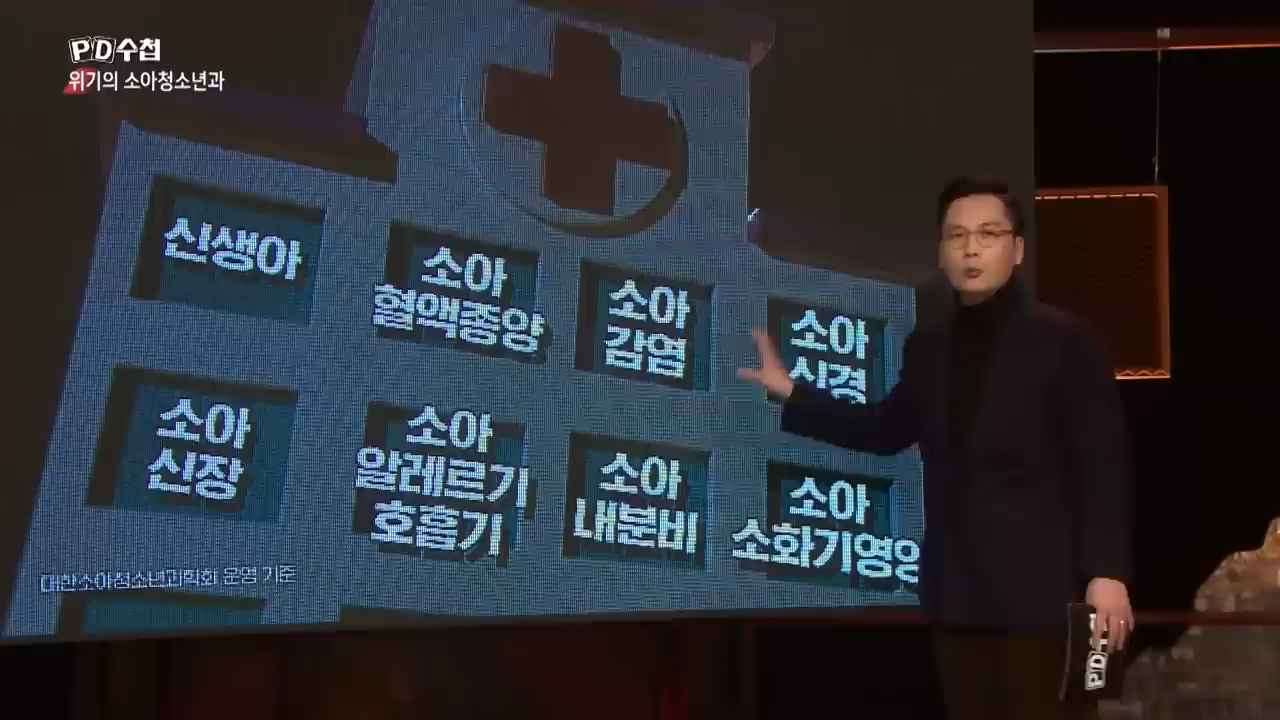 PD수첩
위기의 소아청소년과
신생아
소아
혈액종양
소아
감염
소아
신경
소아
신장
소아
알레르기
호흡기
소아
내분비
소아
소화기영양
대한소아청소년과학회 운영 기준
PD수첩